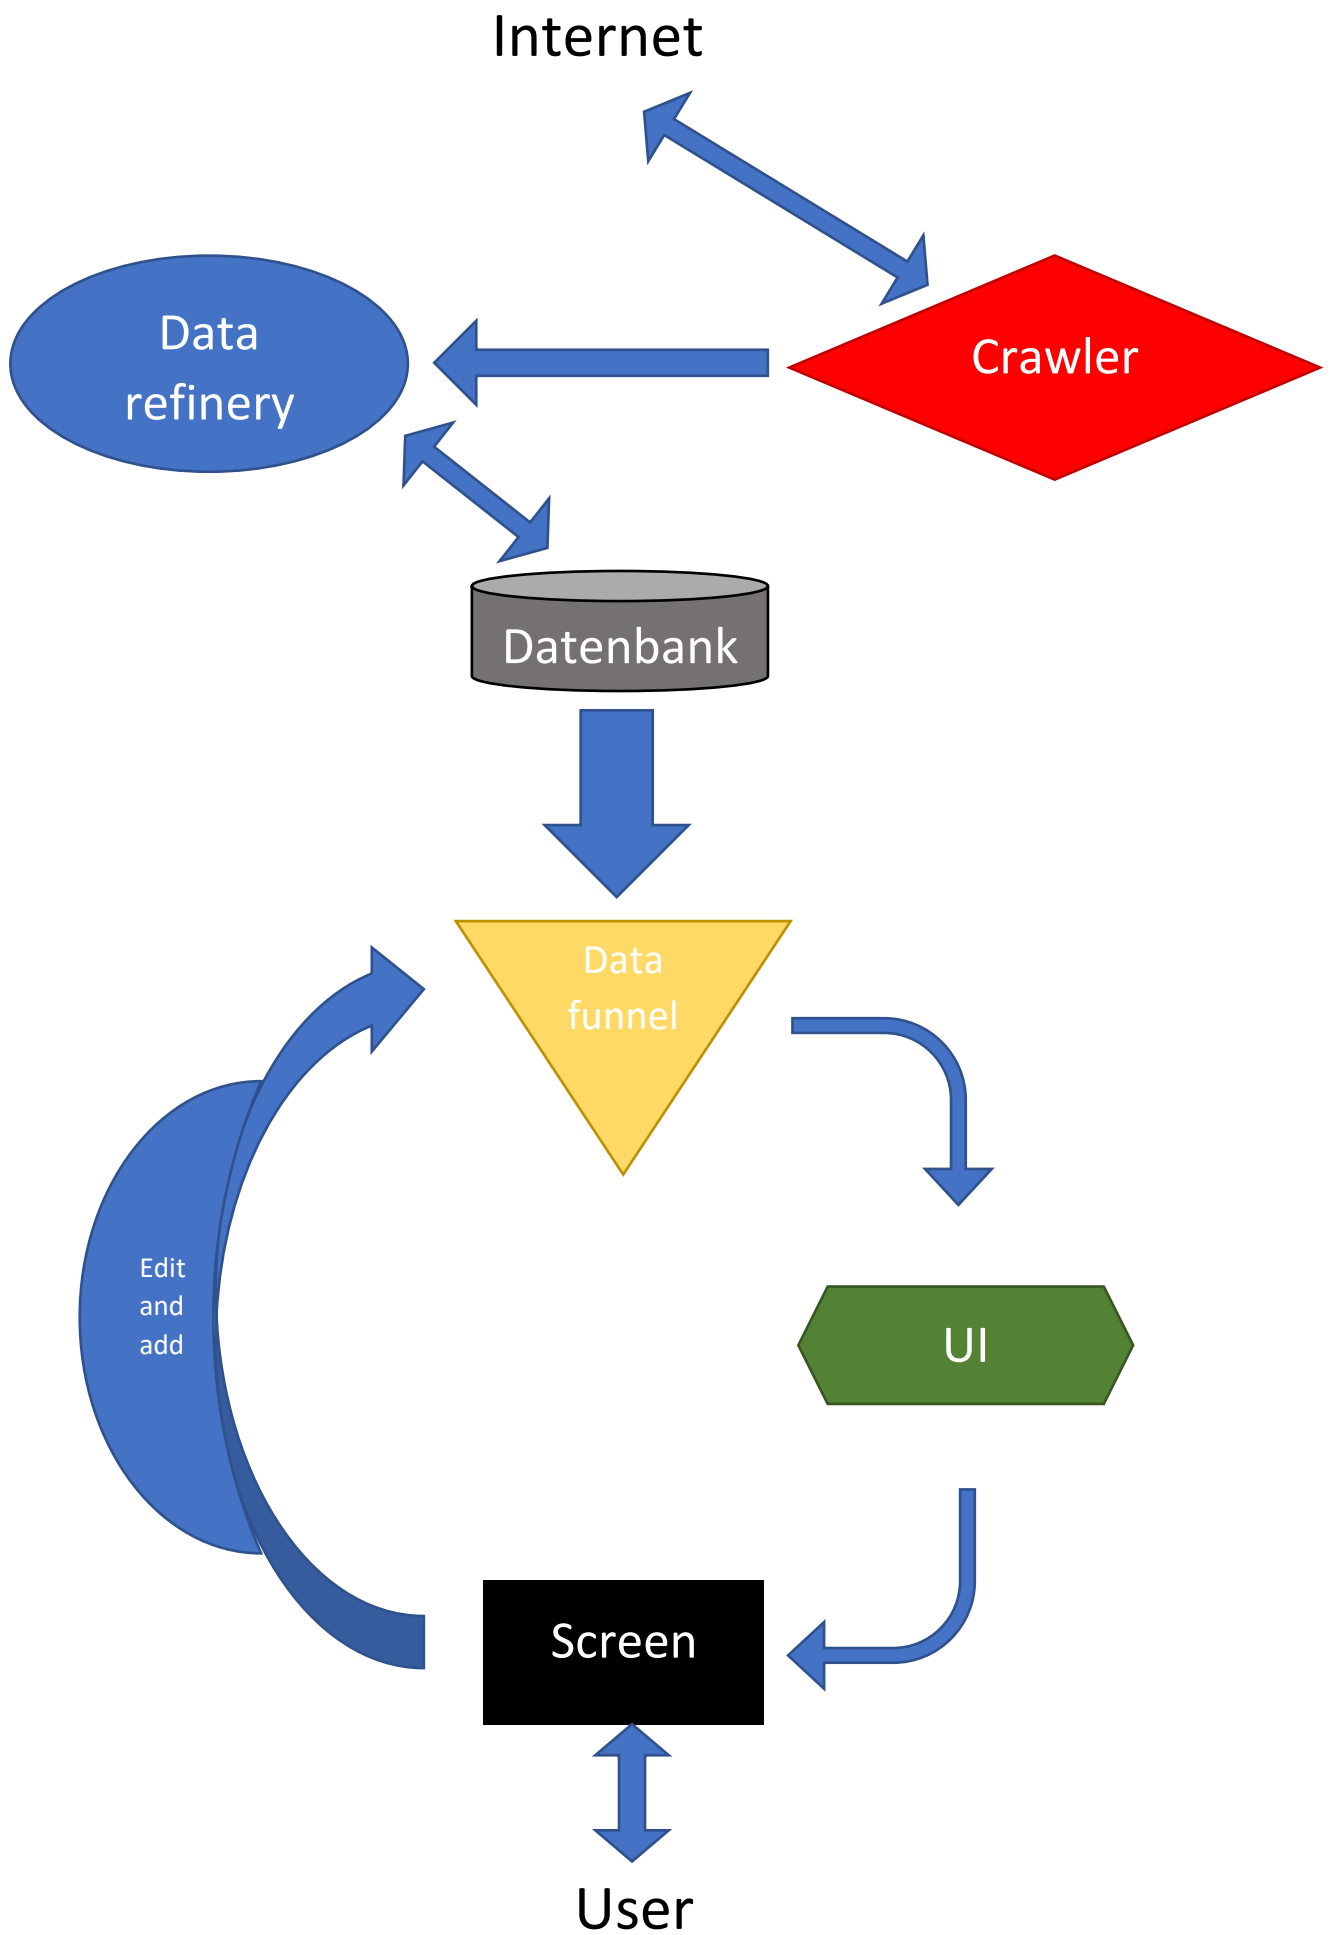 Internet
Data
refinery
Crawler
Datenbank
Data
funnel
Edit
and
add
UI
Screen
User